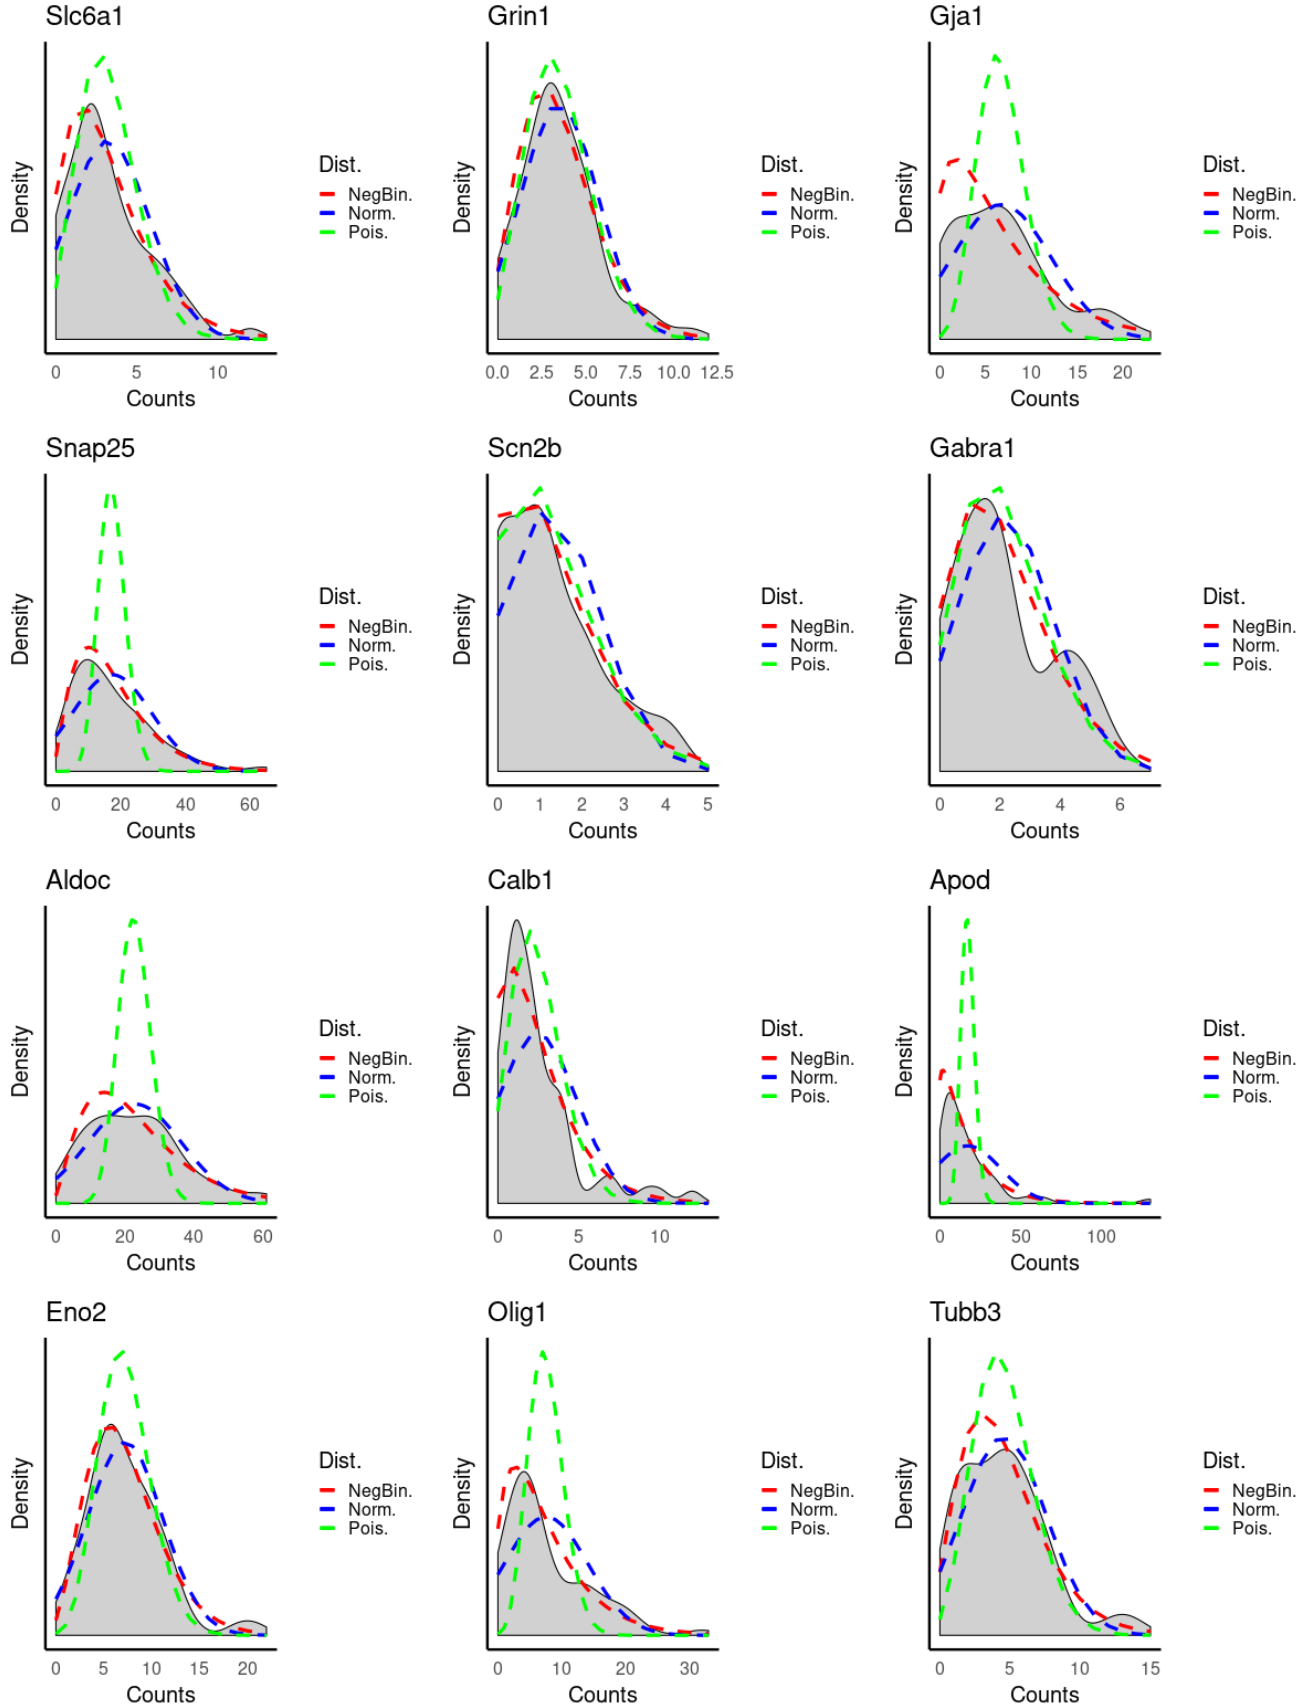 Slc6a1
Density
Dist.
NegBin.
Norm.
Pois.
0 5 10
Counts
Grin1
Density
Dist.
NegBin.
Norm.
Pois.
0.0 2.5 5.0 7.5 10.0 12.5
Counts
Gja1
Density
Dist.
NegBin.
Norm.
Pois.
0 5 10 15 20
Counts
Snap25
Density
Dist.
NegBin.
Norm.
Pois.
0 20 40 60
Counts
Scn2b
Density
Dist.
NegBin.
Norm.
Pois.
0 1 2 3 4 5
Counts
Gabra1
Density
Dist.
NegBin.
Norm.
Pois.
0 2 4 6
Counts
Aldoc
Density
Dist.
NegBin.
Norm.
Pois.
0 20 40 60
Counts
Calb1
Density
Dist.
NegBin.
Norm.
Pois.
0 5 10
Counts
Apod
Density
Dist.
NegBin.
Norm.
Pois.
0 50 100
Counts
Eno2
Density
Dist.
NegBin.
Norm.
Pois.
0 5 10 15 20
Counts
Olig1
Density
Dist.
NegBin.
Norm.
Pois.
0 10 20 30
Counts
Tubb3
Density
Dist.
NegBin.
Norm.
Pois.
0 5 10 15
Counts